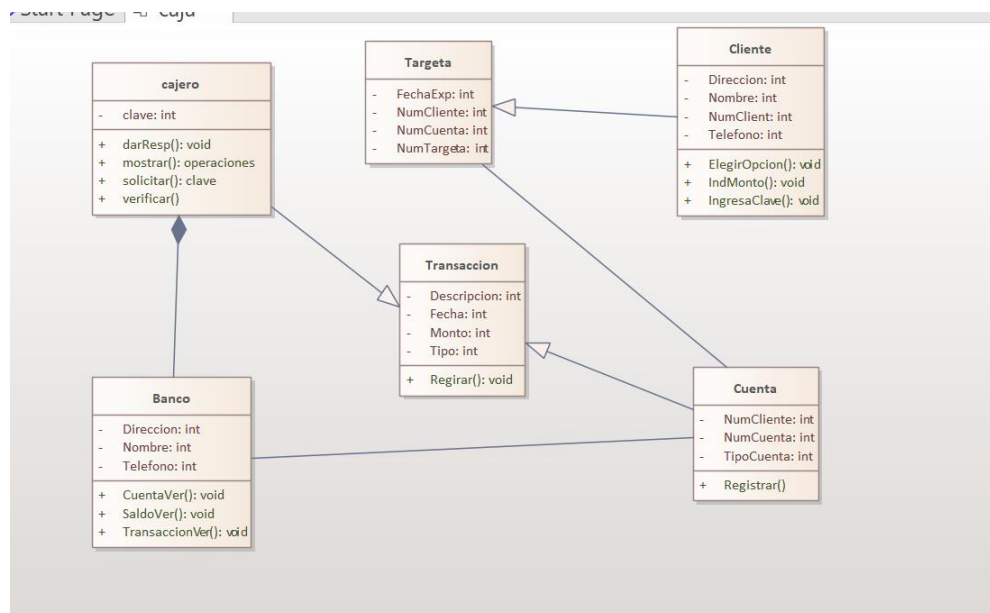 Start Page
Caju
cajero
- clave: int
+ darResp(): void
+ mostrar(): operaciones
+ solicitar(): clave
+ verificar()
Targeta
- FechaExp: int
- NumCliente: int
- NumCuenta: int
- NumTargeta: int
Cliente
- Direccion: int
- Nombre: int
- NumClient: int
- Telefono: int
+ ElegirOpcion(): void
+ IndMonto(): void
+ IngresaClave(): void
Transaccion
- Descripcion: int
- Fecha: int
- Monto: int
- Tipo: int
+ Regirar(): void
Banco
- Direccion: int
- Nombre: int
- Telefono: int
+ CuentaVer(): void
+ SaldoVer(): void
+ TransaccionVer(): void
Cuenta
- NumCliente: int
- NumCuenta: int
- TipoCuenta: int
+ Registrar()